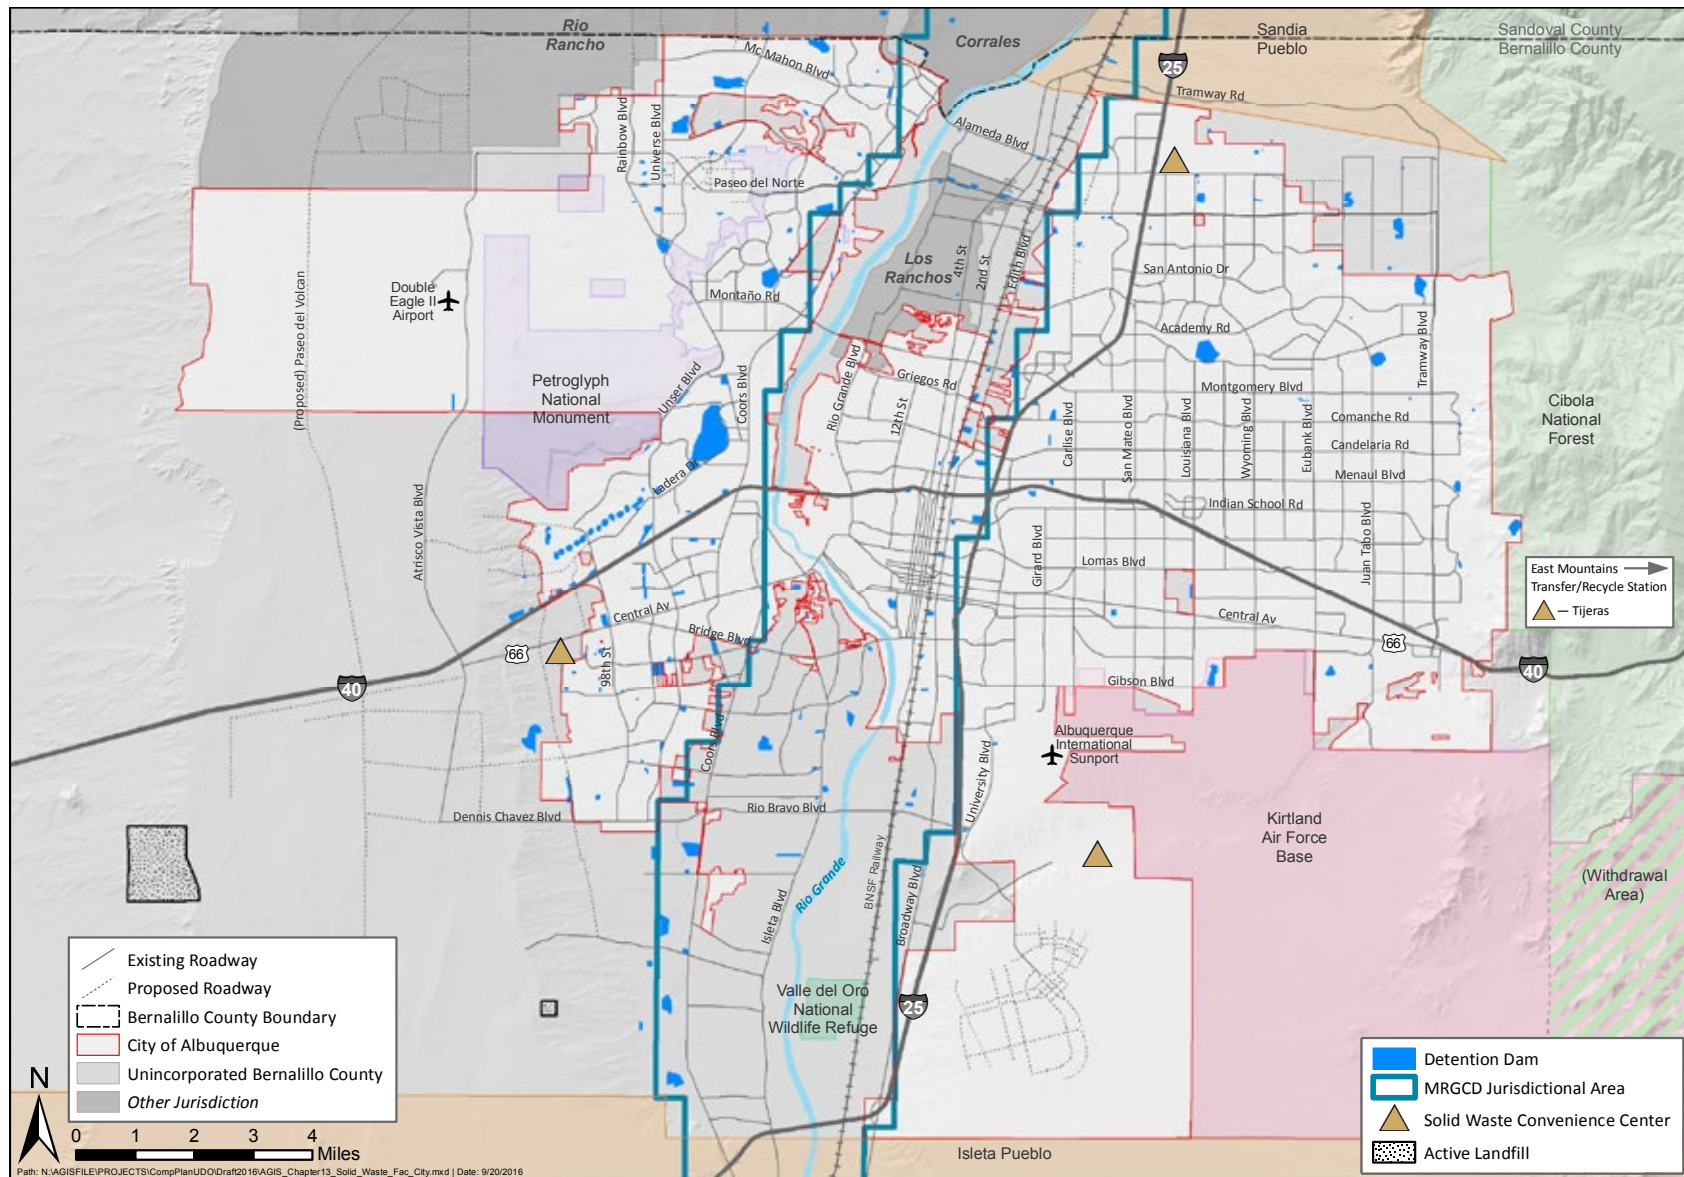 Rio
Rancho
Corrales
Sandia
Pueblo
Sandoval County
Bernalillo County
Mc Mahon Blvd
25
Tramway Rd
Rainbow Blvd
Universe Blvd
Alameda Blvd
Paseo del Norte
Los
Ranchos
4th St
2nd St
Edith Blvd
San Antonio Dr
(Proposed) Paseo del Volcan
Double
Eagle II
Airport
Montaño Rd
Academy Rd
Tramway Blvd
Petroglyph
National
Monument
Unser Blvd
Coors Blvd
Rio Grande Blvd
Griegos Rd
12th St
Montgomery Blvd
Carlise Blvd
San Mateo Blvd
Louisiana Blvd
Wyoming Blvd
Eubank Blvd
Comanche Rd
Candelaria Rd
Menaul Blvd
Cibola
National
Forest
Ladera Dr
Indian School Rd
Atrisco Vista Blvd
Girard Blvd
Lomas Blvd
Juan Tabo Blvd
East Mountains
Transfer/Recycle Station
— Tijeras
Central Av
Central Av
Bridge Blvd
66
66
98th St
40
40
Gibson Blvd
Coors Blvd
University Blvd
Albuquerque
International
Sunport
Dennis Chavez Blvd
Rio Bravo Blvd
Kirtland
Air Force
Base
Rio Grande
BNSF Railway
Broadway Blvd
Isleta Blvd
(Withdrawal
Area)
Valle del Oro
National
Wildlife Refuge
25
Existing Roadway
Proposed Roadway
Bernalillo County Boundary
City of Albuquerque
Unincorporated Bernalillo County
Other Jurisdiction
Detention Dam
MRGCD Jurisdictional Area
Solid Waste Convenience Center
Active Landfill
N
0 1 2 3 4
Miles
Isleta Pueblo
Path: N:\AGISFILE\PROJECTS\CompPlanUDO\Draft2016\AGIS_Chapter13_Solid_Waste_Fac_City.mxd | Date: 9/20/2016